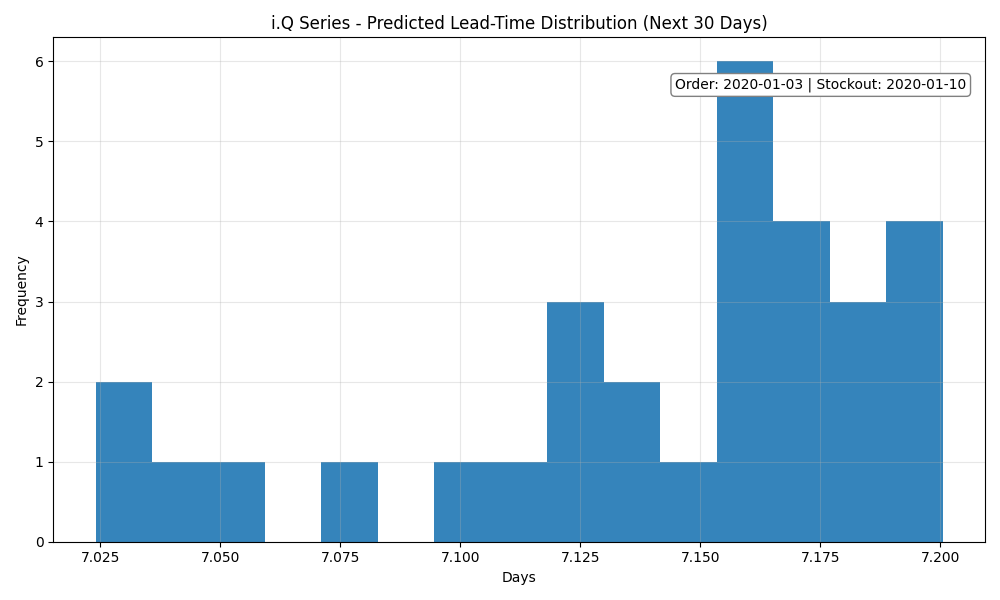 i.Q Series - Predicted Lead-Time Distribution (Next 30 Days)
Order: 2020-01-03 | Stockout: 2020-01-10
Frequency
6
5
4
3
2
1
0
7.025 7.050 7.075 7.100 7.125 7.150 7.175 7.200
Days